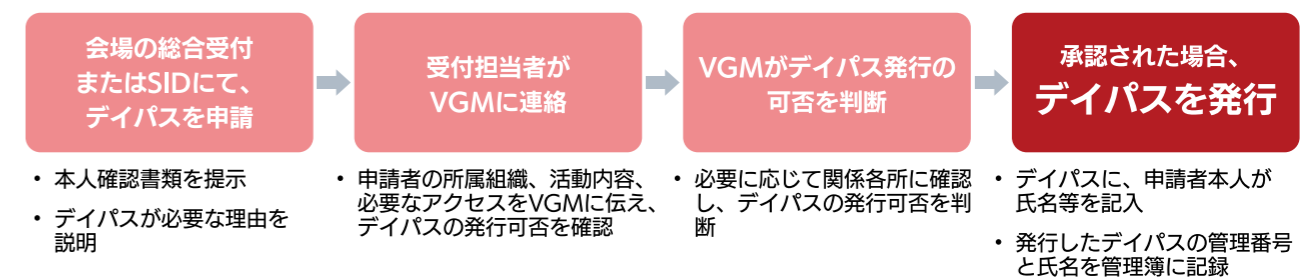 会場の総合受付
またはSIDにて、
デイパスを申請
• 本人確認書類を提示
• デイパスが必要な理由を
説明
受付担当者が
VGMに連絡
• 申請者の所属組織、活動内容、
必要なアクセスをVGMに伝え、
デイパスの発行可否を確認
VGMがデイパス発行の
可否を判断
• 必要に応じて関係各所に確認
し、デイパスの発行可否を判
断
承認された場合、
デイパスを発行
• デイパスに、申請者本人が
氏名等を記入
• 発行したデイパスの管理番号
と氏名を管理簿に記録